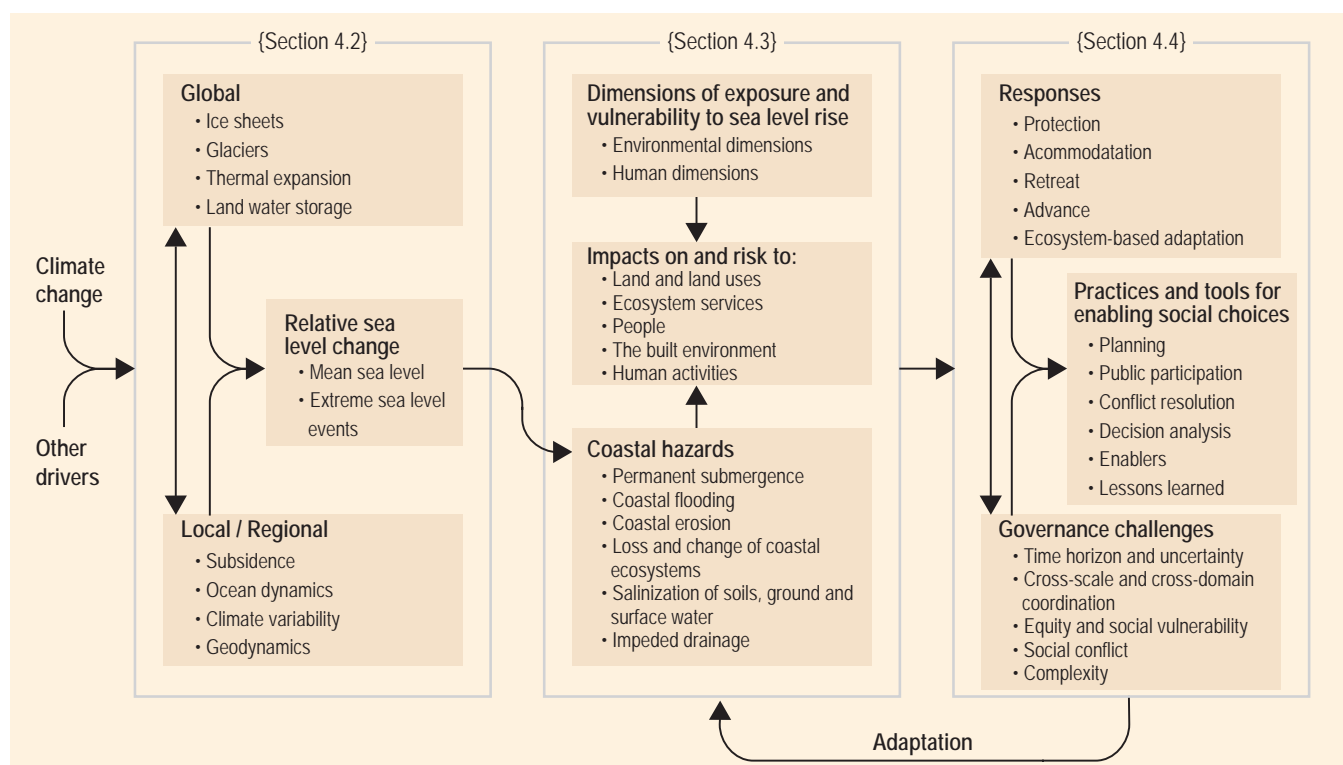 Climate
change
Other
drivers
{Section 4.2}
Global
• Ice sheets
• Glaciers
• Thermal expansion
• Land water storage
Relative sea
level change
• Mean sea level
• Extreme sea level
events
Local / Regional
• Subsidence
• Ocean dynamics
• Climate variability
• Geodynamics
{Section 4.3}
Dimensions of exposure and
vulnerability to sea level rise
• Environmental dimensions
• Human dimensions
Impacts on and risk to:
• Land and land uses
• Ecosystem services
• People
• The built environment
• Human activities
Coastal hazards
• Permanent submergence
• Coastal flooding
• Coastal erosion
• Loss and change of coastal
ecosystems
• Salinization of soils, ground and
surface water
• Impeded drainage
{Section 4.4}
Responses
• Protection
• Acommodatation
• Retreat
• Advance
• Ecosystem-based adaptation
Practices and tools for
enabling social choices
• Planning
• Public participation
• Conflict resolution
• Decision analysis
• Enablers
• Lessons learned
Governance challenges
• Time horizon and uncertainty
• Cross-scale and cross-domain
coordination
• Equity and social vulnerability
• Social conflict
• Complexity
Adaptation